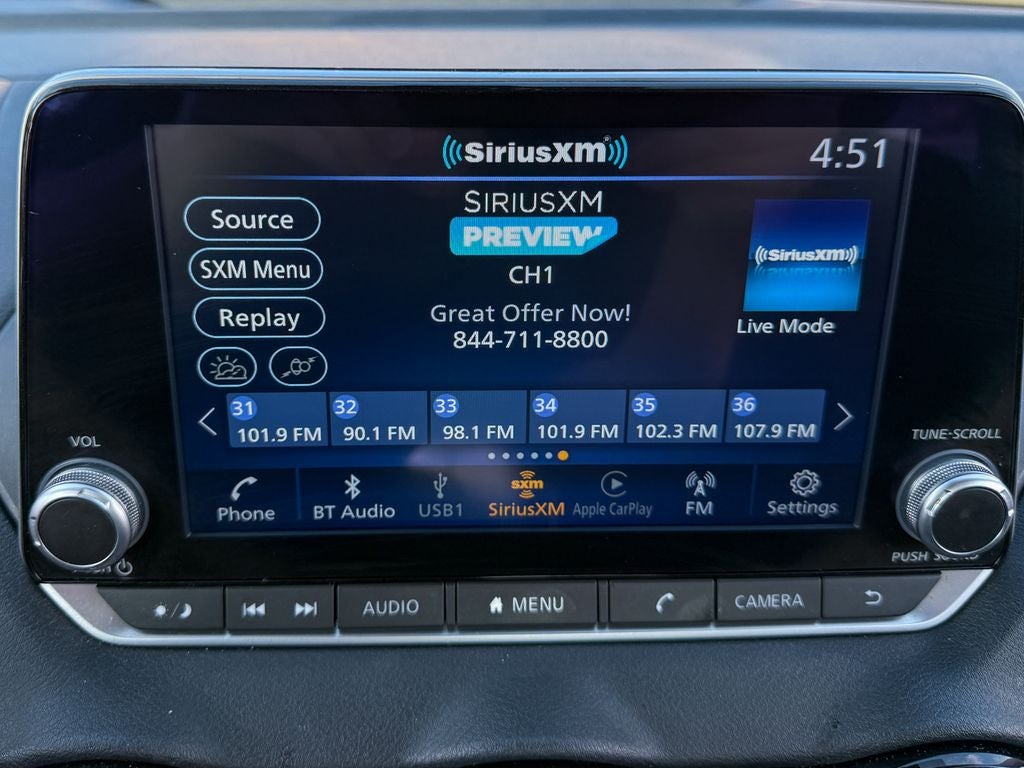 SiriusXM
4:51
SIRIUSXM
PREVIEW
CH1
Great Offer Now!
844-711-8800
Source
SXM Menu
Replay
SiriusXM
Live Mode
31
101.9 FM
32
90.1 FM
33
98.1 FM
34
101.9 FM
35
102.3 FM
36
107.9 FM
VOL
TUNE·SCROLL
Phone
BT Audio
USB1
sxm
SiriusXM
Apple CarPlay
FM
Settings
PUSH
AUDIO
MENU
CAMERA